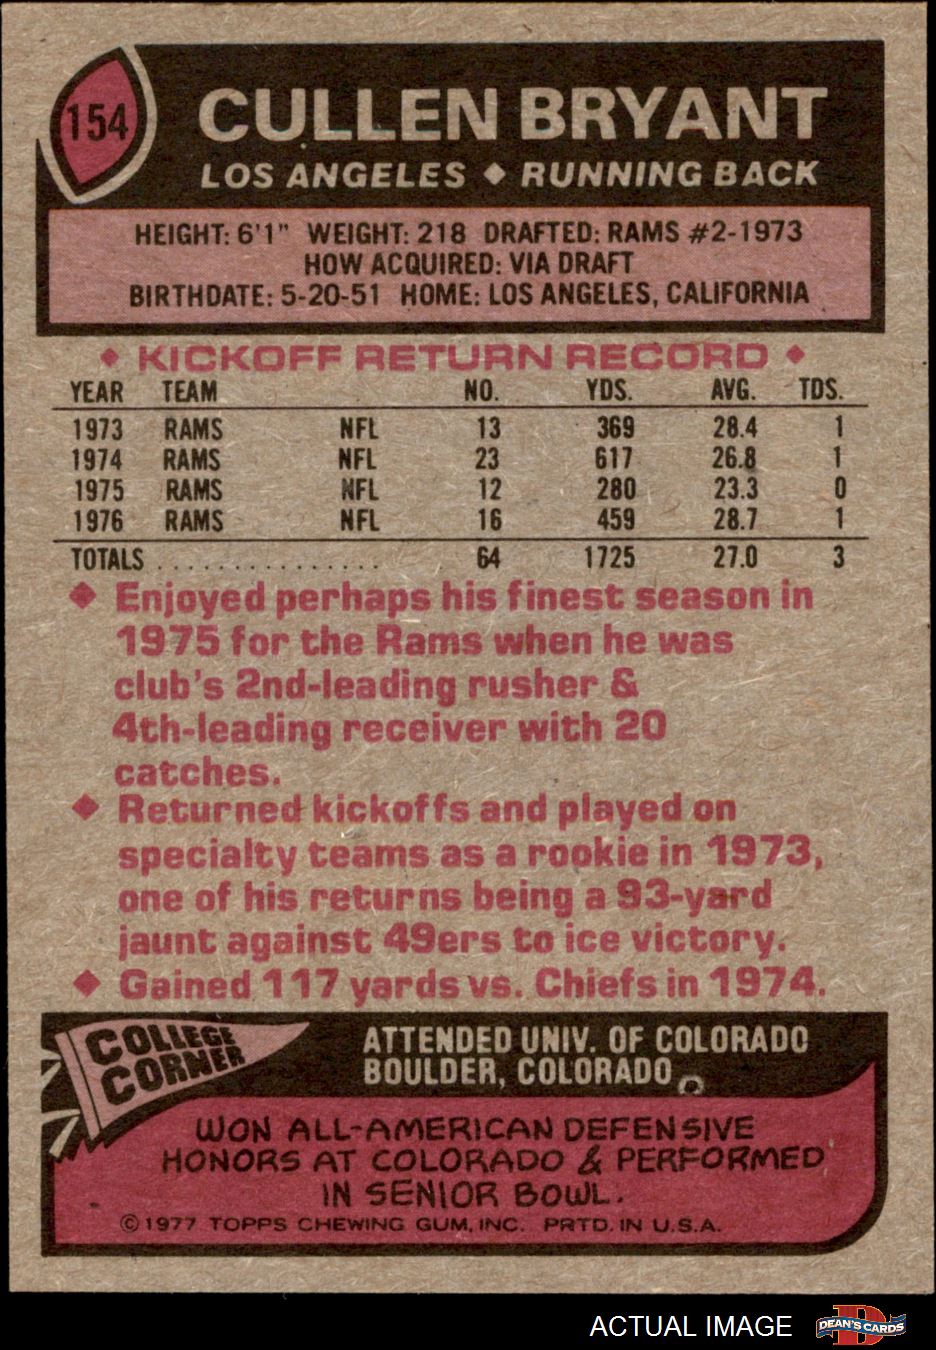 154
CULLEN BRYANT
LOS ANGELES ◆ RUNNING BACK
HEIGHT: 6'1" WEIGHT: 218 DRAFTED: RAMS #2-1973
HOW ACQUIRED: VIA DRAFT
BIRTHDATE: 5-20-51 HOME: LOS ANGELES, CALIFORNIA
◆ KICKOFF RETURN RECORD ◆
YEAR TEAM NO. YDS. AVG. TDS.
1973 RAMS NFL 13 369 28.4 1
1974 RAMS NFL 23 617 26.8 1
1975 RAMS NFL 12 280 23.3 0
1976 RAMS NFL 16 459 28.7 1
TOTALS . . . . . . . . . . . . . . . 64 1725 27.0 3
◆ Enjoyed perhaps his finest season in
1975 for the Rams when he was
club's 2nd-leading rusher &
4th-leading receiver with 20
catches.
◆ Returned kickoffs and played on
specialty teams as a rookie in 1973,
one of his returns being a 93-yard
jaunt against 49ers to ice victory.
◆ Gained 117 yards vs. Chiefs in 1974.
COLLEGE
CORNER
ATTENDED UNIV. OF COLORADO
BOULDER, COLORADO
WON ALL-AMERICAN DEFENSIVE
HONORS AT COLORADO & PERFORMED
IN SENIOR BOWL.
©1977 TOPPS CHEWING GUM, INC. PRTD. IN U.S.A.
ACTUAL IMAGE
DEAN'S CARDS